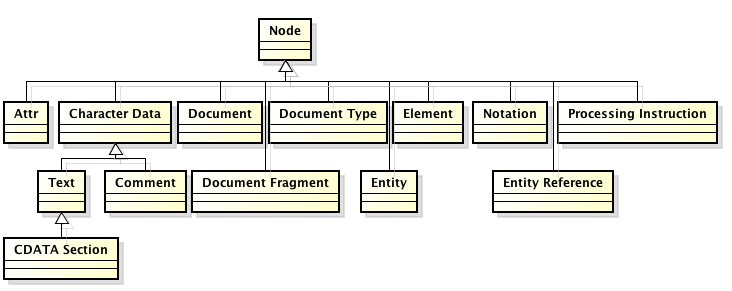 Node
Attr
Character Data
Document
Document Type
Element
Notation
Processing Instruction
Text
Comment
Document Fragment
Entity
Entity Reference
CDATA Section